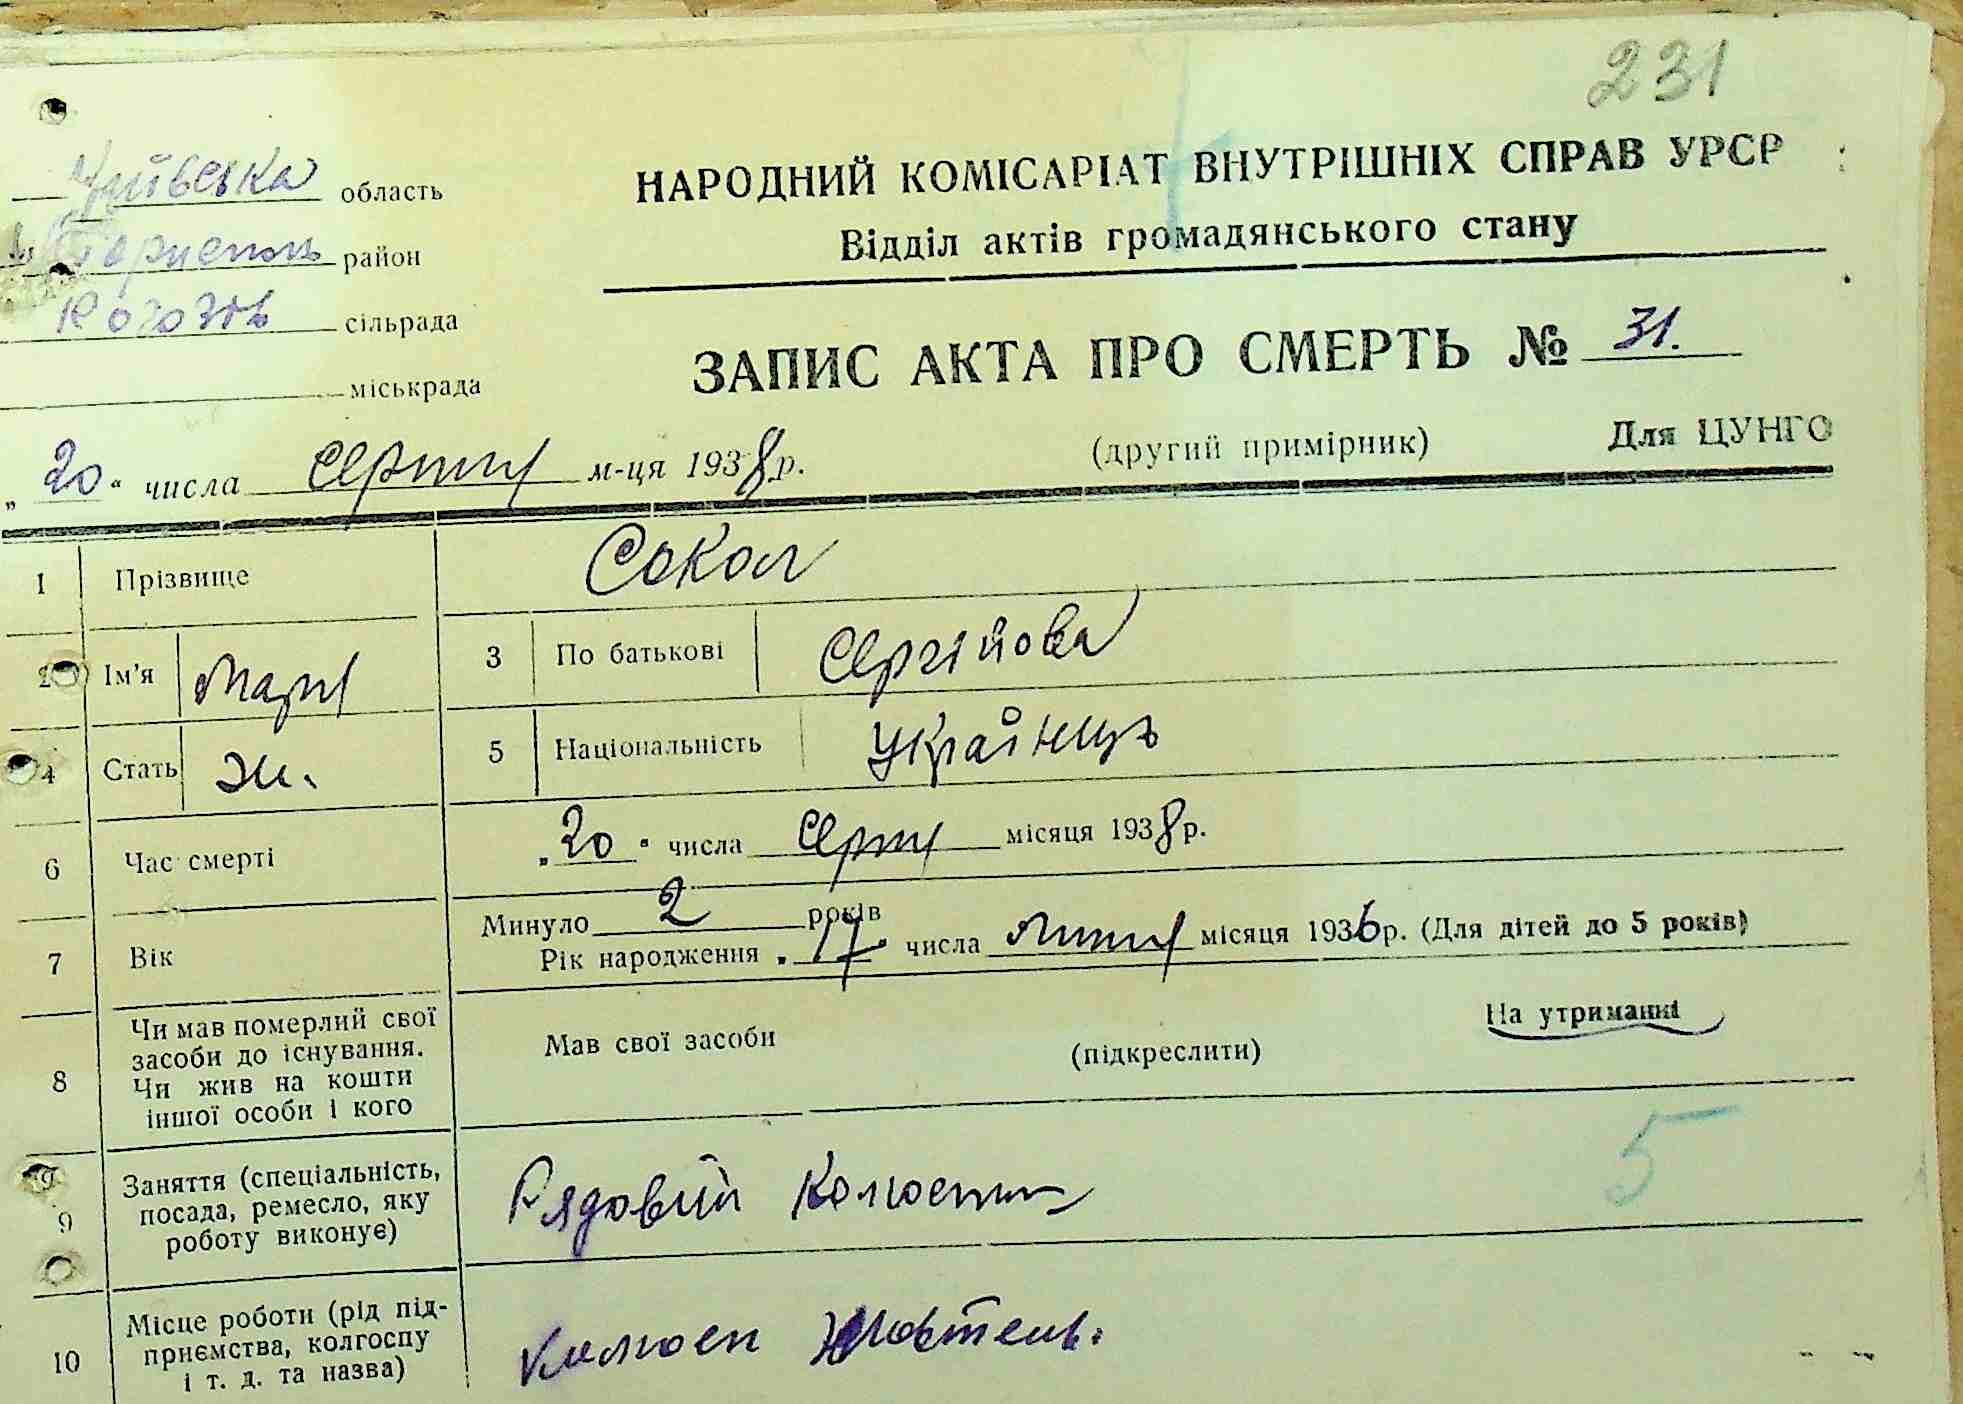 231
Київська область
Бориспіль район
Рогозів сільрада
міськрада
НАРОДНИЙ КОМІСАРІАТ ВНУТРІШНІХ СПРАВ УРСР
Відділ актів громадянського стану
ЗАПИС АКТА ПРО СМЕРТЬ № 31.
(другий примірник) Для ЦУНГО
„ 20 “ числа серпня м-ця 1938 р.
1 Прізвище Сокол
2 Ім'я Марія 3 По батькові Сергійовна
4 Стать ж. 5 Національність Українць
6 Час смерті „ 20 “ числа серпня місяця 1938 р.
7 Вік Минуло 2 років
Рік народження „ 17 “ числа липня місяця 1936 р. (Для дітей до 5 років)
8 Чи мав померлий свої засоби до існування. Чи жив на кошти іншої особи і кого Мав свої засоби (підкреслити) На утриманні
5
9 Заняття (спеціальність, посада, ремесло, яку роботу виконує) Рядовій колгоспник
10 Місце роботи (рід підприємства, колгоспу і т. д. та назва) колгосп Жовтень.